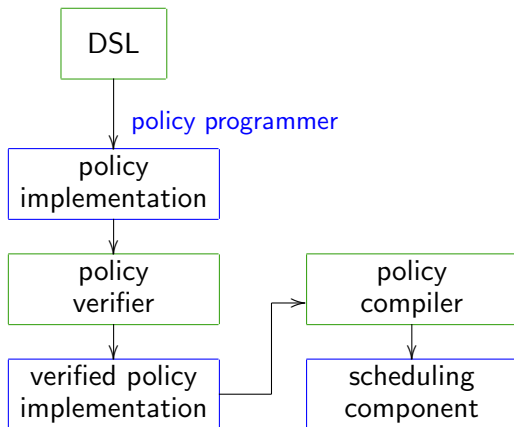 DSL
policy programmer
policy
implementation
policy
verifier
policy
compiler
verified policy
implementation
scheduling
component